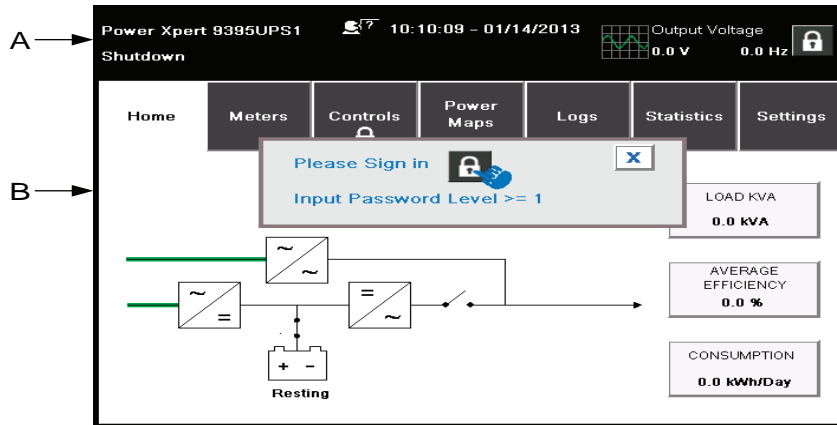 A
Power Xpert 9395UPS1
?
10:10:09 - 01/14/2013
Output Voltage
Shutdown
0.0 V
0.0 Hz
Home
Meters
Controls
Power
Maps
Logs
Statistics
Settings
Please Sign in
X
Input Password Level >= 1
B
LOAD KVA
0.0 kVA
~
~
AVERAGE
EFFICIENCY
0.0 %
~
=
=
~
+ -
Resting
CONSUMPTION
0.0 kWh/Day